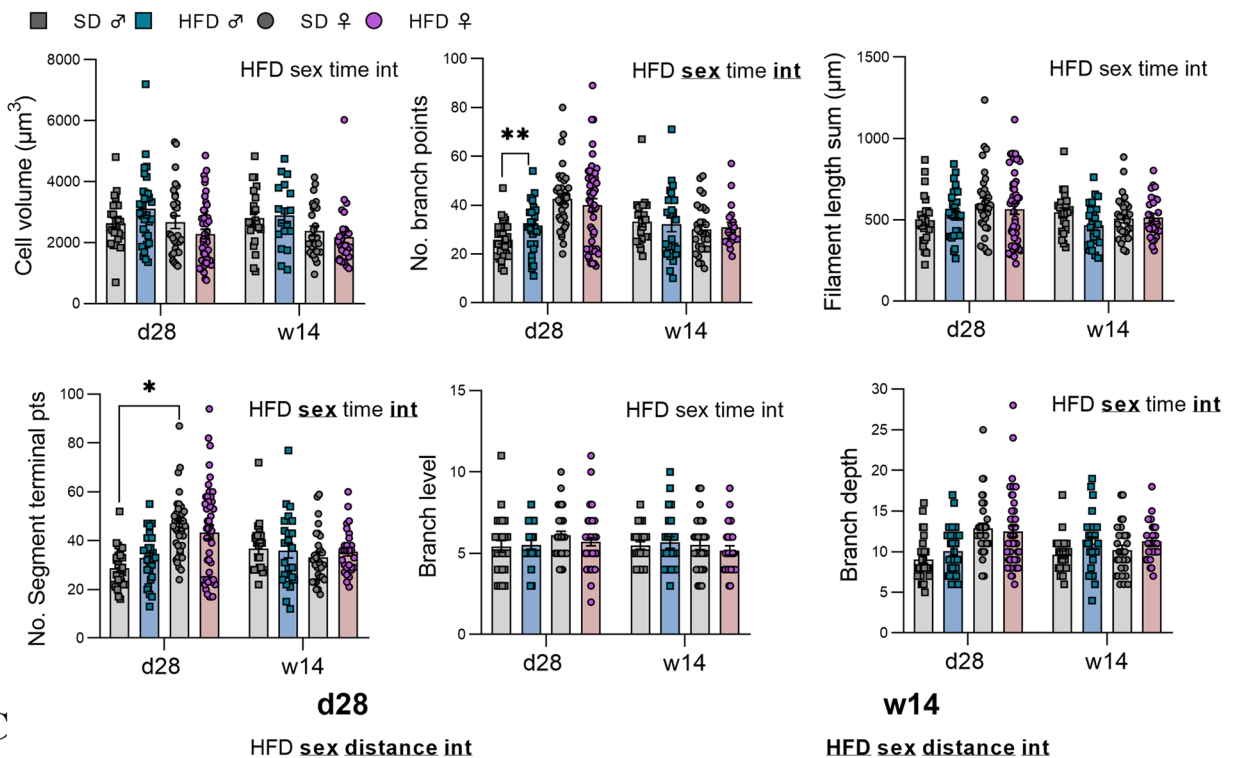 SD ♂ HFD ♂ SD ♀ HFD ♀
Cell volume (μm³)
8000
6000
4000
2000
0
HFD sex time int
d28 w14
No. branch points
100
80
60
40
20
0
HFD sex time int
**
d28 w14
Filament length sum (μm)
1500
1000
500
0
HFD sex time int
d28 w14
No. Segment terminal pts
100
80
60
40
20
0
*
HFD sex time int
d28 w14
Branch level
15
10
5
0
HFD sex time int
d28 w14
Branch depth
30
25
20
15
10
5
0
HFD sex time int
d28 w14
d28 w14
C
HFD sex distance int HFD sex distance int